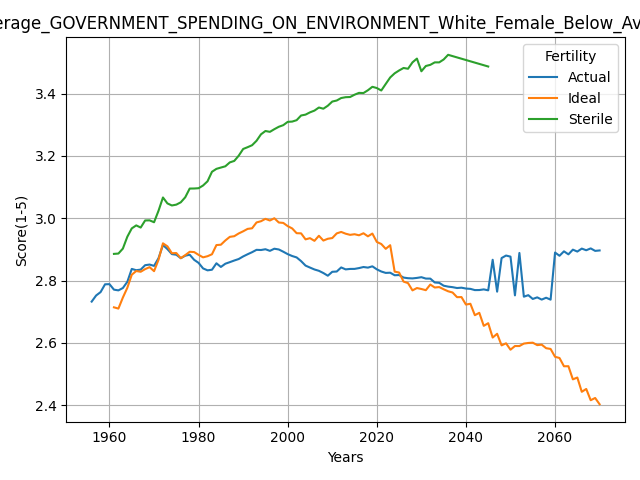 erage_GOVERNMENT_SPENDING_ON_ENVIRONMENT_White_Female_Below_Av
Fertility
Actual
Ideal
Sterile
Score(1-5)
3.4
3.2
3.0
2.8
2.6
2.4
1960 1980 2000 2020 2040 2060
Years